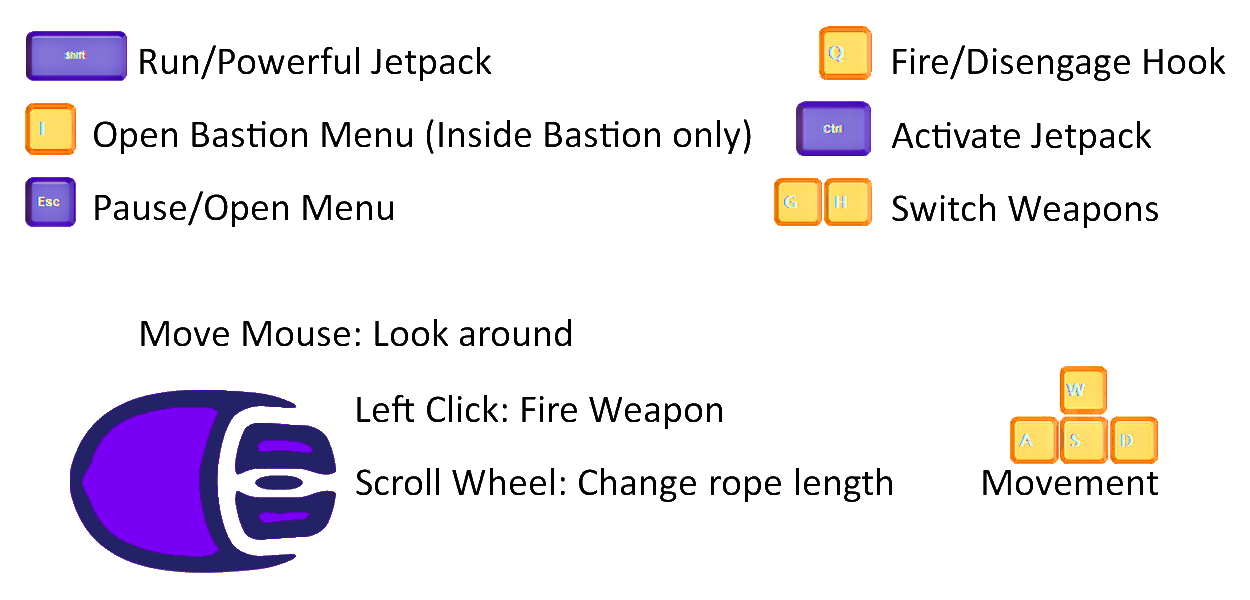 Shift Run/Powerful Jetpack
Q Fire/Disengage Hook
I Open Bastion Menu (Inside Bastion only)
Ctrl Activate Jetpack
Esc Pause/Open Menu
G H Switch Weapons
Move Mouse: Look around
Left Click: Fire Weapon
Scroll Wheel: Change rope length
W
A S D
Movement